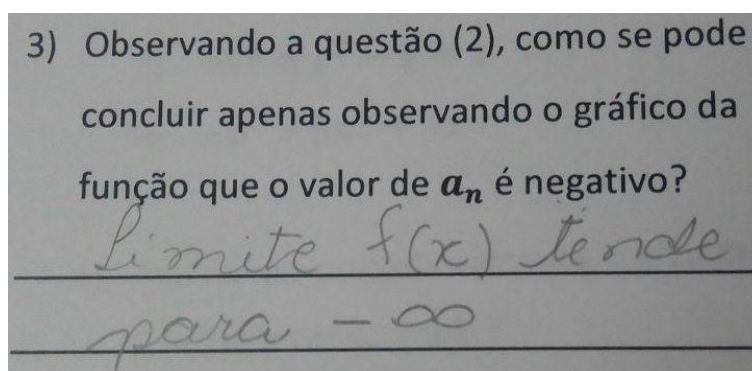 3) Observando a questão (2), como se pode
concluir apenas observando o gráfico da
função que o valor de aₙ é negativo?
Limite f(x) tende
para - ∞